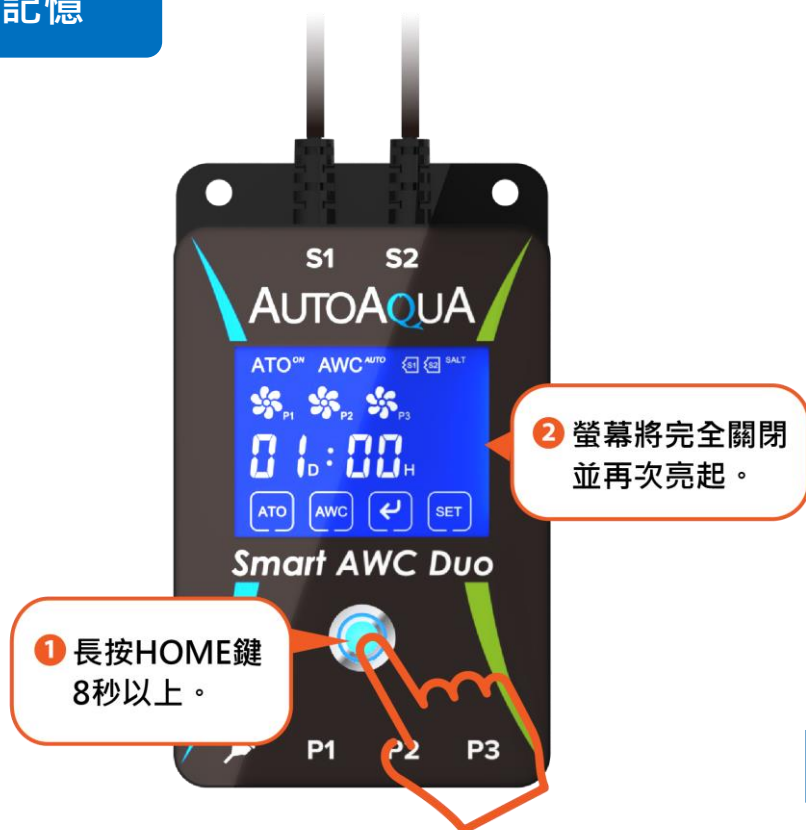 記憶
S1 S2
AUTOAQUA
ATO ON AWC AUTO S1 S2 SALT
P1 P2 P3
01D:00H
ATO AWC SET
Smart AWC Duo
❷ 螢幕將完全關閉
並再次亮起。
❶ 長按HOME鍵
8秒以上。
P1 P2 P3